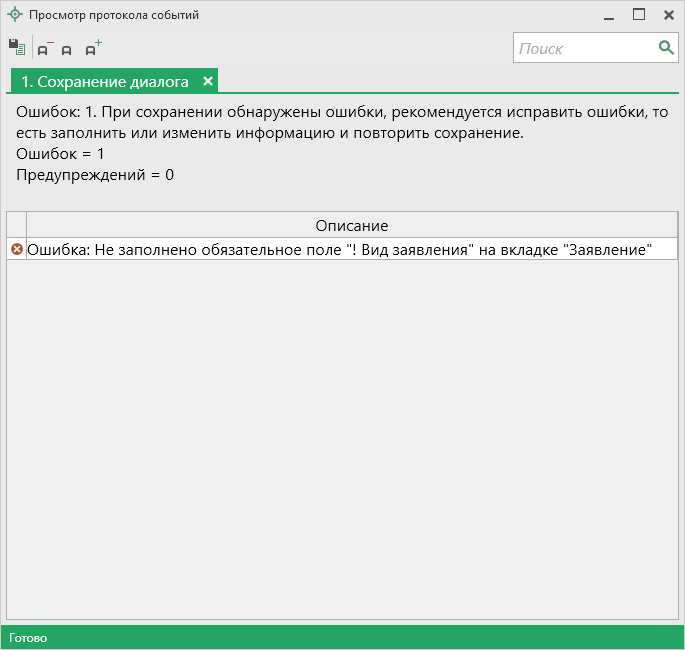 Просмотр протокола событий
Поиск
1. Сохранение диалога
Ошибок: 1. При сохранении обнаружены ошибки, рекомендуется исправить ошибки, то
есть заполнить или изменить информацию и повторить сохранение.
Ошибок = 1
Предупреждений = 0
Описание
Ошибка: Не заполнено обязательное поле "! Вид заявления" на вкладке "Заявление"
Готово